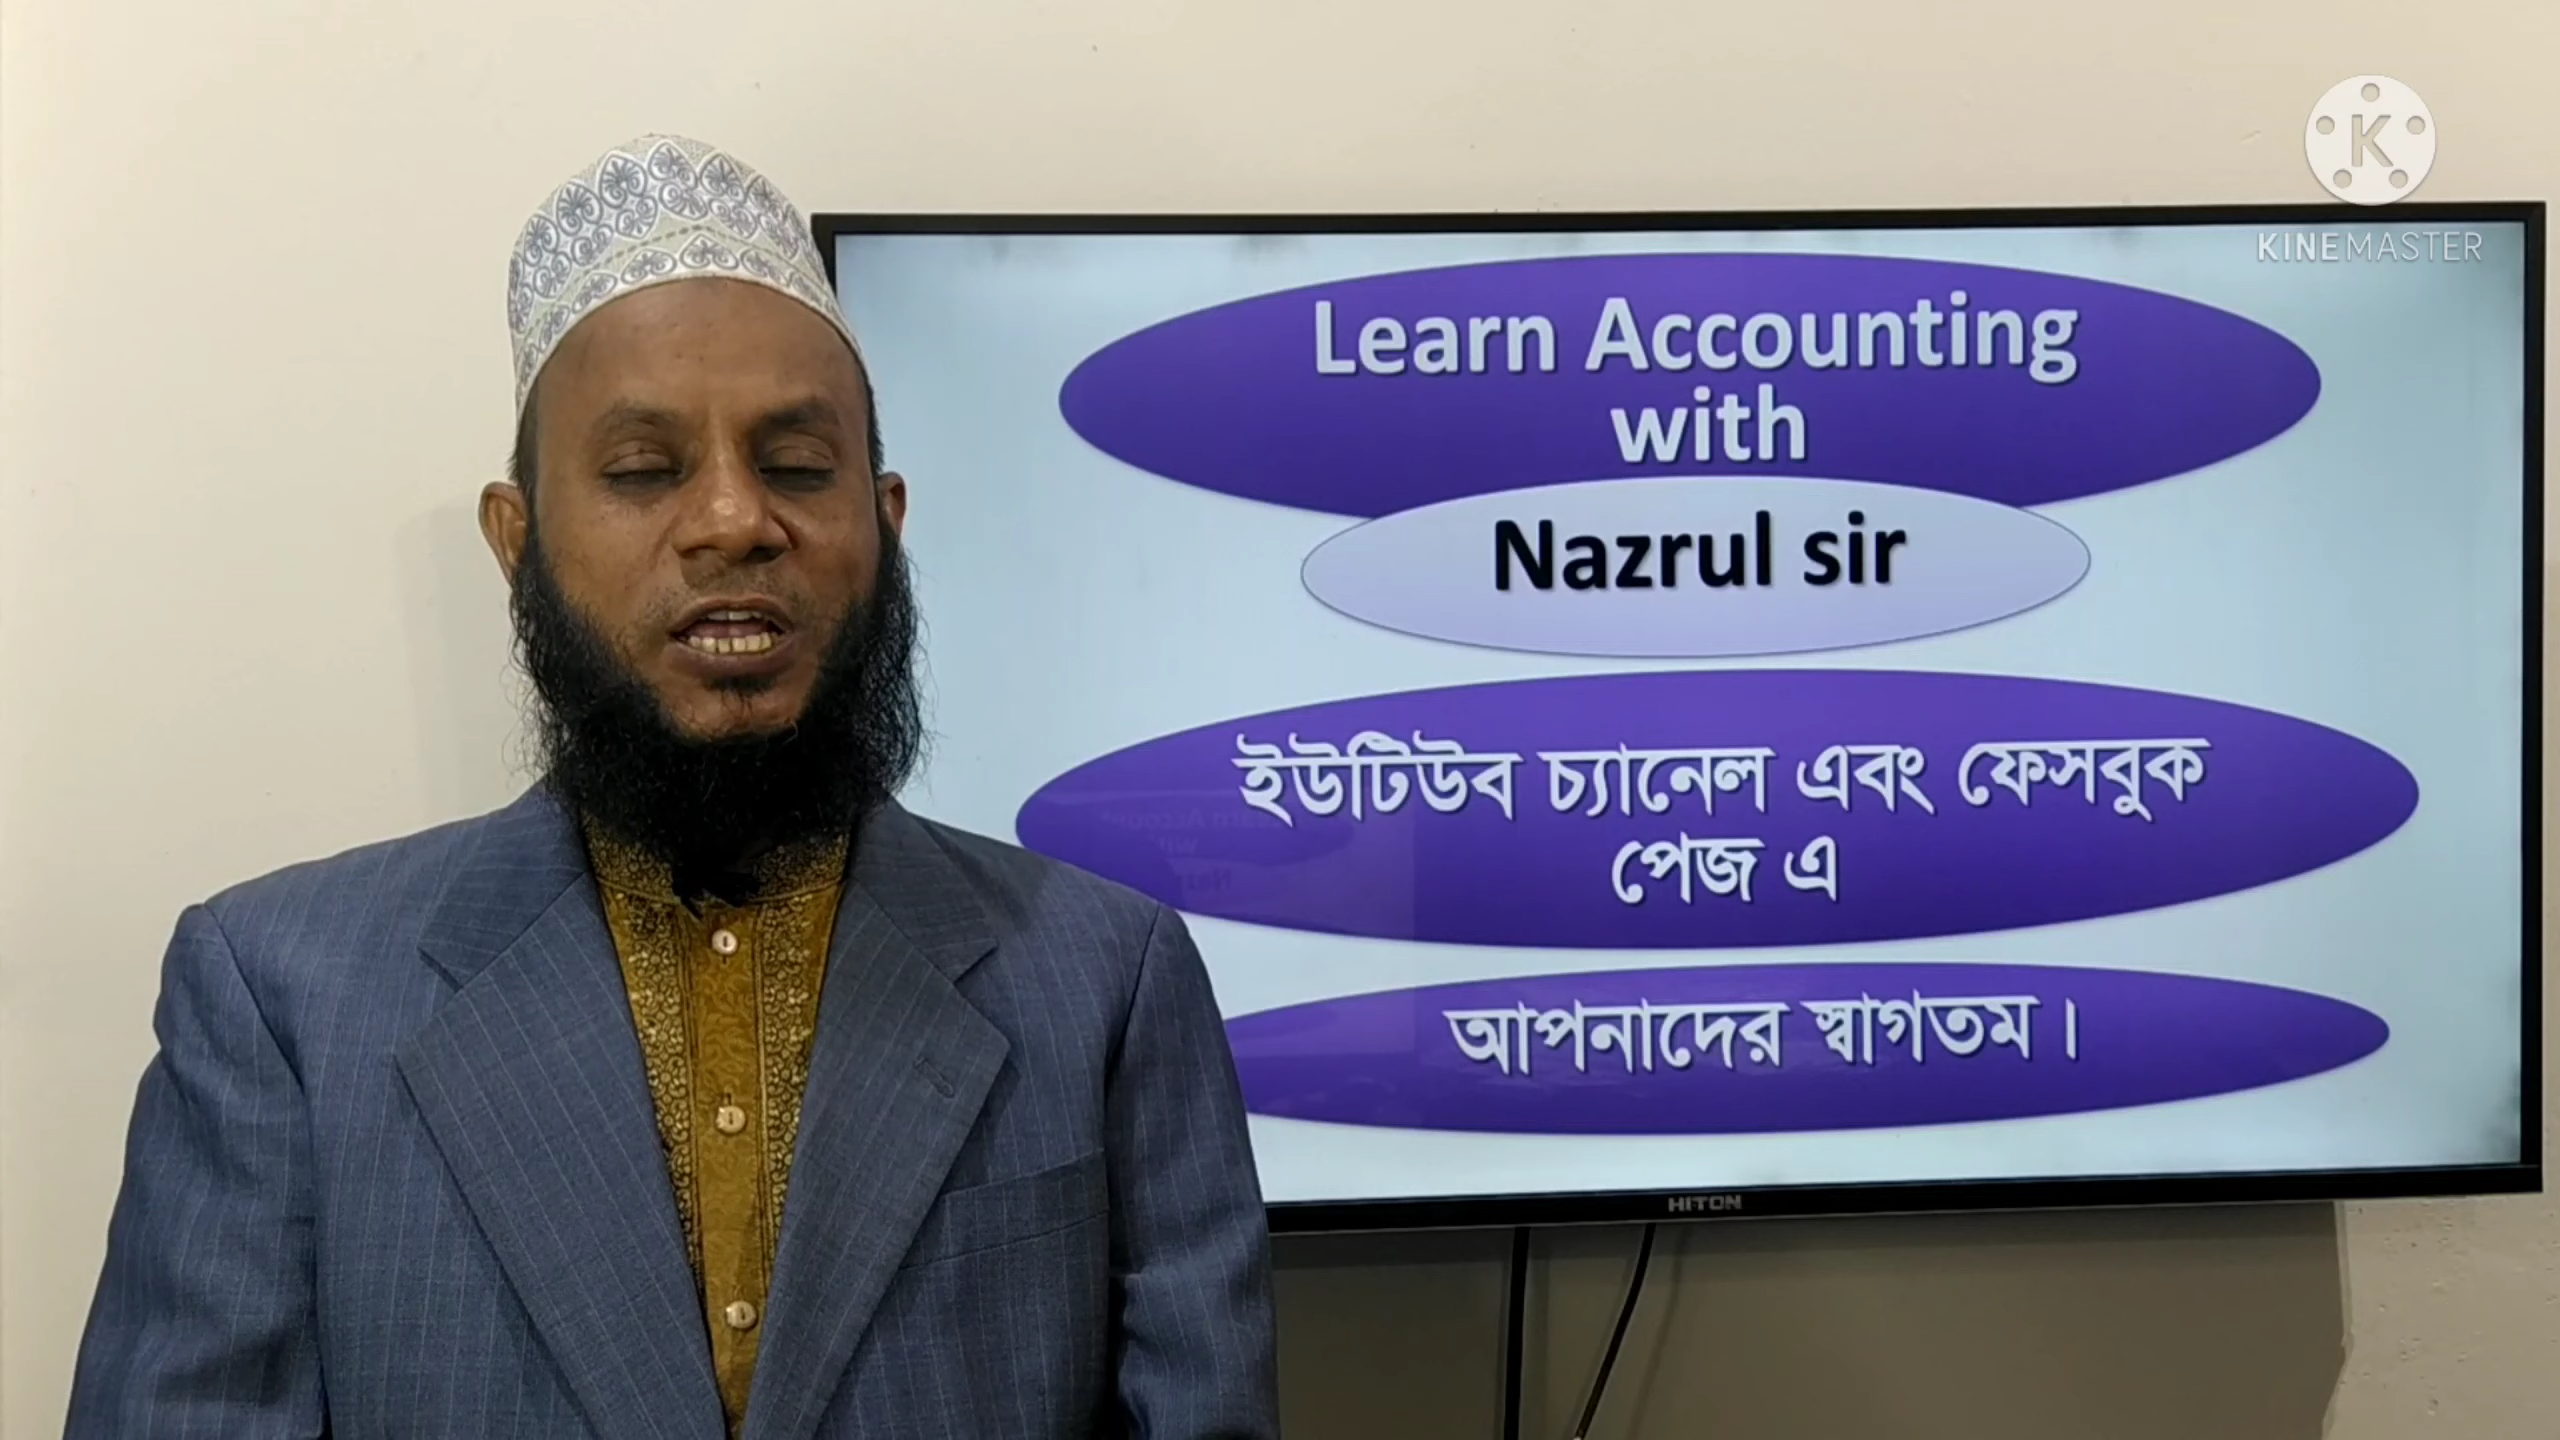 KINEMASTER
Learn Accounting
with
Nazrul sir
ইউটিউব চ্যানেল এবং ফেসবুক
পেজ এ
আপনাদের স্বাগতম।
HITON